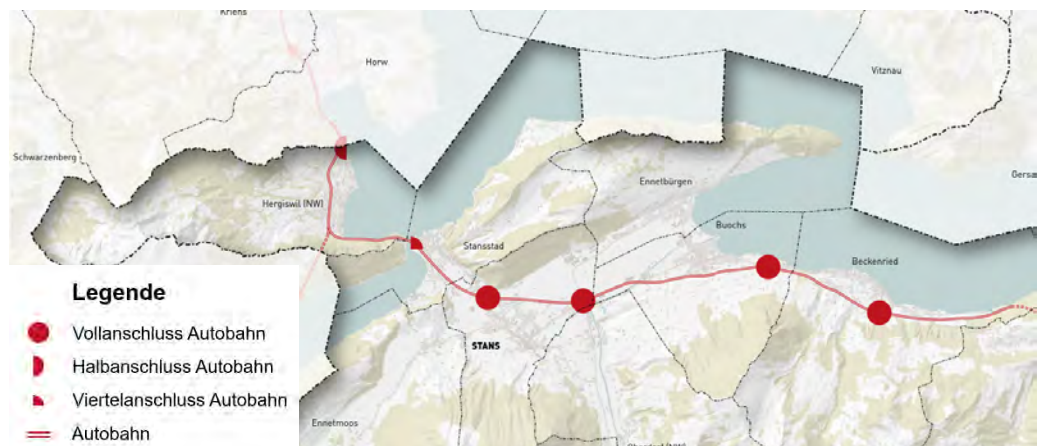 Kriens
Horw
Vitznau
Schwarzenberg
Gersau
Ennetbürgen
Hergiswil (NW)
Buochs
Stansstad
Beckenried
Legende
Vollanschluss Autobahn
STANS
Halbanschluss Autobahn
Viertelanschluss Autobahn
Ennetmoos
Autobahn